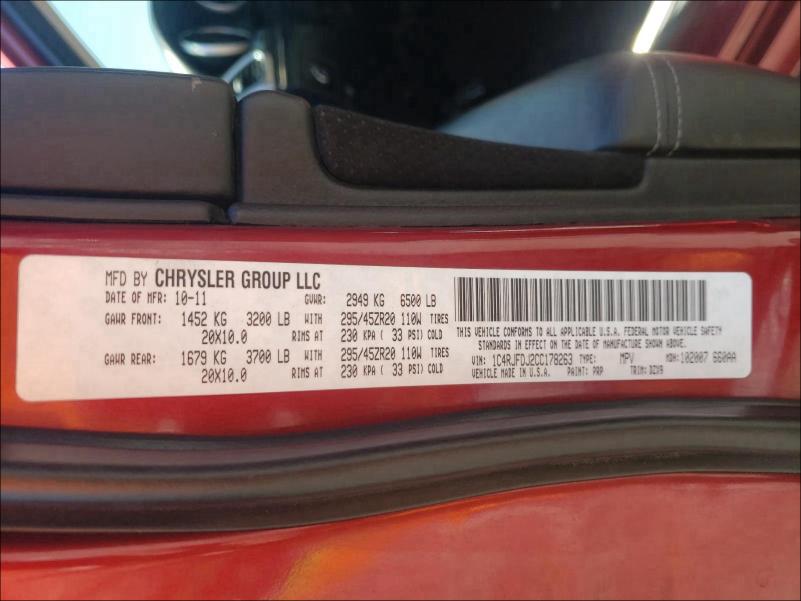 MFD BY CHRYSLER GROUP LLC
DATE OF MFR: 10-11 GVWR: 2949 KG 6500 LB
GAWR FRONT: 1452 KG 3200 LB WITH 295/45ZR20 110W TIRES
20X10.0 RIMS AT 230 KPA ( 33 PSI) COLD
GAWR REAR: 1679 KG 3700 LB WITH 295/45ZR20 110W TIRES
20X10.0 RIMS AT 230 KPA ( 33 PSI) COLD
THIS VEHICLE CONFORMS TO ALL APPLICABLE U.S.A. FEDERAL MOTOR VEHICLE SAFETY
STANDARDS IN EFFECT ON THE DATE OF MANUFACTURE SHOWN ABOVE.
VIN: 1C4RJFDJ2CC178263 TYPE: MPV MDH: 102007 660AA
VEHICLE MADE IN U.S.A. PAINT: PRP TRIM: DZV9